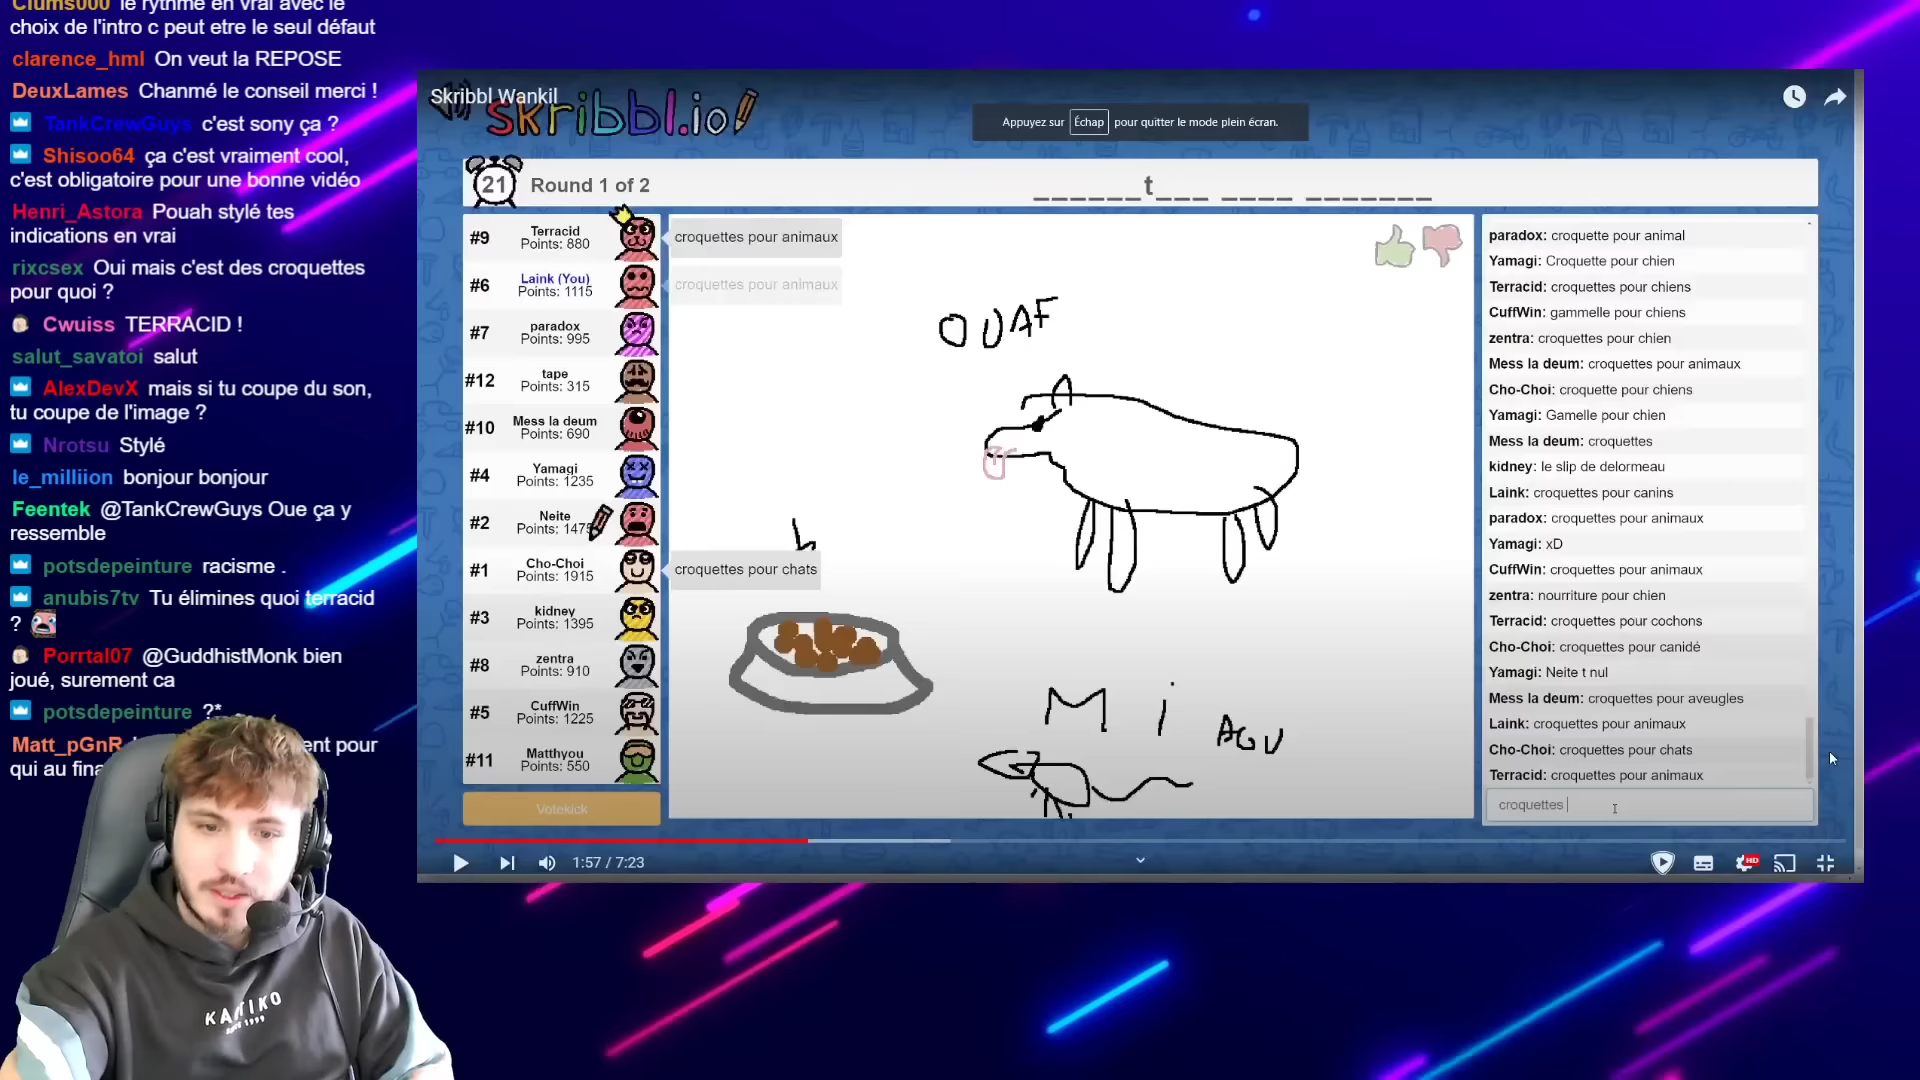 Clums000 le rythme en vrai avec le
choix de l'intro c peut etre le seul défaut
clarence_hml On veut la REPOSE
DeuxLames Chanmé le conseil merci !
TankCrewGuys c'est sony ça ?
Shisoo64 ça c'est vraiment cool,
c'est obligatoire pour une bonne vidéo
Henri_Astora Pouah stylé tes
indications en vrai
rixcsex Oui mais c'est des croquettes
pour quoi ?
Cwuiss TERRACID !
salut_savatoi salut
AlexDevX mais si tu coupe du son,
tu coupe de l'image ?
Nrotsu Stylé
le_milliion bonjour bonjour
Feentek @TankCrewGuys Oue ça y
ressemble
potsdepeinture racisme .
anubis7tv Tu élimines quoi terracid
?
Porrtal07 @GuddhistMonk bien
joué, surement ca
potsdepeinture ?*
Matt_pGnR ent pour
qui au fina
KANTIKO
SINCE 1999
Skribbl Wankil
skribbl.io
Appuyez sur Échap pour quitter le mode plein écran.
21 Round 1 of 2
______t___ ____ _______
#9 Terracid
Points: 880
croquettes pour animaux
#6 Laink (You)
Points: 1115
croquettes pour animaux
#7 paradox
Points: 995
#12 tape
Points: 315
#10 Mess la deum
Points: 690
#4 Yamagi
Points: 1235
#2 Neite
Points: 1475
#1 Cho-Choi
Points: 1915
croquettes pour chats
#3 kidney
Points: 1395
#8 zentra
Points: 910
#5 CuffWin
Points: 1225
#11 Matthyou
Points: 550
Votekick
OUAF
MiAOU
paradox: croquette pour animal
Yamagi: Croquette pour chien
Terracid: croquettes pour chiens
CuffWin: gammelle pour chiens
zentra: croquettes pour chien
Mess la deum: croquettes pour animaux
Cho-Choi: croquette pour chiens
Yamagi: Gamelle pour chien
Mess la deum: croquettes
kidney: le slip de delormeau
Laink: croquettes pour canins
paradox: croquettes pour animaux
Yamagi: xD
CuffWin: croquettes pour animaux
zentra: nourriture pour chien
Terracid: croquettes pour cochons
Cho-Choi: croquettes pour canidé
Yamagi: Neite t nul
Mess la deum: croquettes pour aveugles
Laink: croquettes pour animaux
Cho-Choi: croquettes pour chats
Terracid: croquettes pour animaux
croquettes
1:57 / 7:23
HD